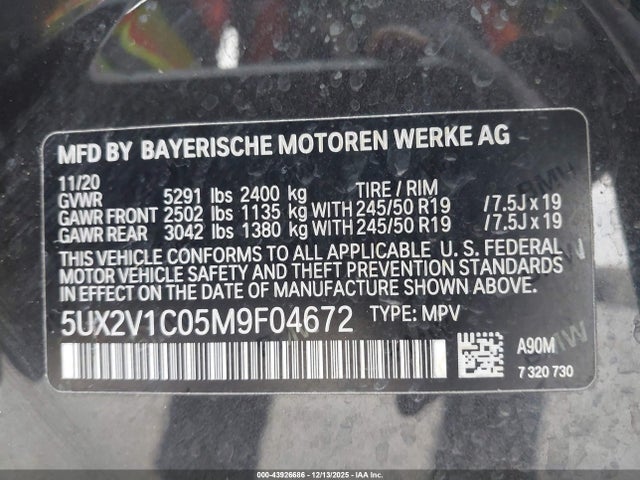 MFD BY BAYERISCHE MOTOREN WERKE AG
11/20 TIRE / RIM
GVWR 5291 lbs 2400 kg
GAWR FRONT 2502 lbs 1135 kg WITH 245/50 R19 /7.5J x 19
GAWR REAR 3042 lbs 1380 kg WITH 245/50 R19 /7.5J x 19
THIS VEHICLE CONFORMS TO ALL APPLICABLE U. S. FEDERAL
MOTOR VEHICLE SAFETY AND THEFT PREVENTION STANDARDS
IN EFFECT ON THE DATE OF MANUFACTURE SHOWN ABOVE.
5UX2V1C05M9F04672 TYPE: MPV
A90M
7 320 730
000-43926686 - 12/13/2025 - IAA Inc.